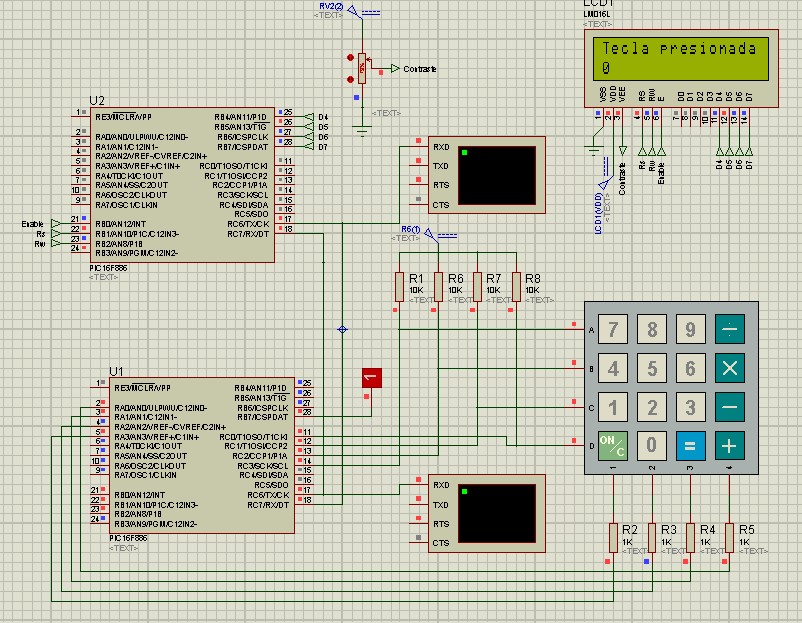 RV2(2)
<TEXT>
Contraste
<TEXT>
LCD1
LM016L
<TEXT>
Tecla presionada
0
VSS VDD VEE RS RW E D0 D1 D2 D3 D4 D5 D6 D7
1 2 3 4 5 6 7 8 9 10 11 12 13 14
Contraste Rs Rw Enable D4 D5 D6 D7
LCD1(VDD)
<TEXT>
U2
1 RE3/MCLR/VPP
2 RA0/AN0/ULPWU/C12IN0-
3 RA1/AN1/C12IN1-
4 RA2/AN2/VREF-/CVREF/C2IN+
5 RA3/AN3/VREF+/C1IN+
6 RA4/T0CKI/C1OUT
7 RA5/AN4/SS/C2OUT
10 RA6/OSC2/CLKOUT
9 RA7/OSC1/CLKIN
Enable 21 RB0/AN12/INT
Rs 22 RB1/AN10/P1C/C12IN3-
Rw 23 RB2/AN8/P1B
24 RB3/AN9/PGM/C12IN2-
RB4/AN11/P1D 25 D4
RB5/AN13/T1G 26 D5
RB6/ICSPCLK 27 D6
RB7/ICSPDAT 28 D7
RC0/T1OSO/T1CKI 11
RC1/T1OSI/CCP2 12
RC2/CCP1/P1A 13
RC3/SCK/SCL 14
RC4/SDI/SDA 15
RC5/SDO 16
RC6/TX/CK 17
RC7/RX/DT 18
PIC16F886
<TEXT>
RXD
TXD
RTS
CTS
R6(1)
<TEXT>
R1
10K
<TEXT>
R6
10K
<TEXT>
R7
10K
<TEXT>
R8
10K
<TEXT>
A 7 8 9 ÷
B 4 5 6 ×
C 1 2 3 −
D ON/C 0 = +
1 2 3 4
U1
1 RE3/MCLR/VPP
2 RA0/AN0/ULPWU/C12IN0-
3 RA1/AN1/C12IN1-
4 RA2/AN2/VREF-/CVREF/C2IN+
5 RA3/AN3/VREF+/C1IN+
6 RA4/T0CKI/C1OUT
7 RA5/AN4/SS/C2OUT
10 RA6/OSC2/CLKOUT
9 RA7/OSC1/CLKIN
21 RB0/AN12/INT
22 RB1/AN10/P1C/C12IN3-
23 RB2/AN8/P1B
24 RB3/AN9/PGM/C12IN2-
RB4/AN11/P1D 25
RB5/AN13/T1G 26
RB6/ICSPCLK 27
RB7/ICSPDAT 28
RC0/T1OSO/T1CKI 11
RC1/T1OSI/CCP2 12
RC2/CCP1/P1A 13
RC3/SCK/SCL 14
RC4/SDI/SDA 15
RC5/SDO 16
RC6/TX/CK 17
RC7/RX/DT 18
PIC16F886
<TEXT>
1
RXD
TXD
RTS
CTS
R2
1K
<TEXT>
R3
1K
<TEXT>
R4
1K
<TEXT>
R5
1K
<TEXT>